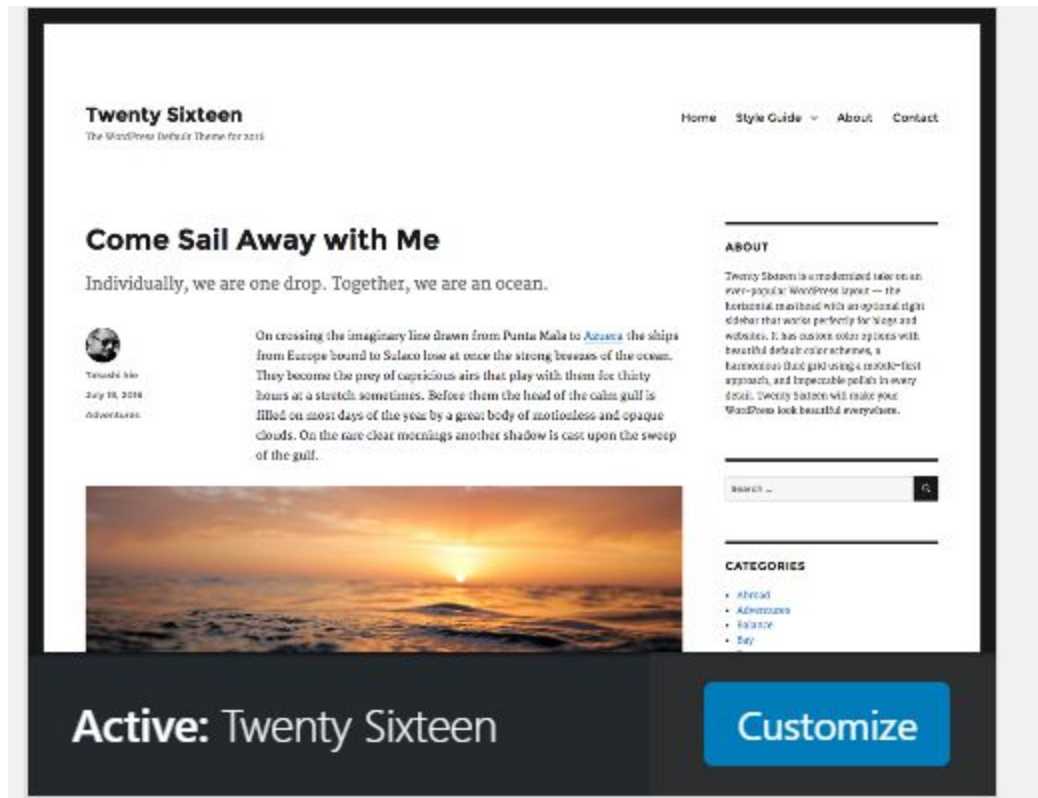 Twenty Sixteen
The WordPress Default Theme for 2016
Home Style Guide About Contact
Come Sail Away with Me
Individually, we are one drop. Together, we are an ocean.
Takashi Irie
July 18, 2016
Adventures
On crossing the imaginary line drawn from Punta Mala to Azuera the ships
from Europe bound to Sulaco lose at once the strong breezes of the ocean.
They become the prey of capricious airs that play with them for thirty
hours at a stretch sometimes. Before them the head of the calm gulf is
filled on most days of the year by a great body of motionless and opaque
clouds. On the rare clear mornings another shadow is cast upon the sweep
of the gulf.
ABOUT
Twenty Sixteen is a modernized take on an
ever-popular WordPress layout — the
horizontal masthead with an optional right
sidebar that works perfectly for blogs and
websites. It has custom color options with
beautiful default color schemes, a
harmonious fluid grid using a mobile-first
approach, and impeccable polish in every
detail. Twenty Sixteen will make your
WordPress look beautiful everywhere.
Search …
CATEGORIES
Abroad
Adventures
Balance
Bay
Active: Twenty Sixteen
Customize